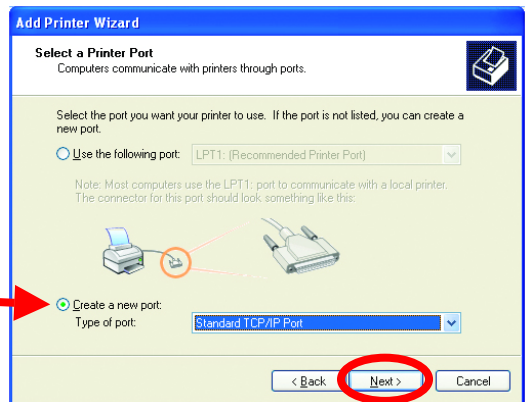 Add Printer Wizard
Select a Printer Port
Computers communicate with printers through ports.
Select the port you want your printer to use. If the port is not listed, you can create a
new port.
Use the following port: LPT1: (Recommended Printer Port)
Note: Most computers use the LPT1: port to communicate with a local printer.
The connector for this port should look something like this:
Create a new port:
Type of port: Standard TCP/IP Port
< Back Next > Cancel